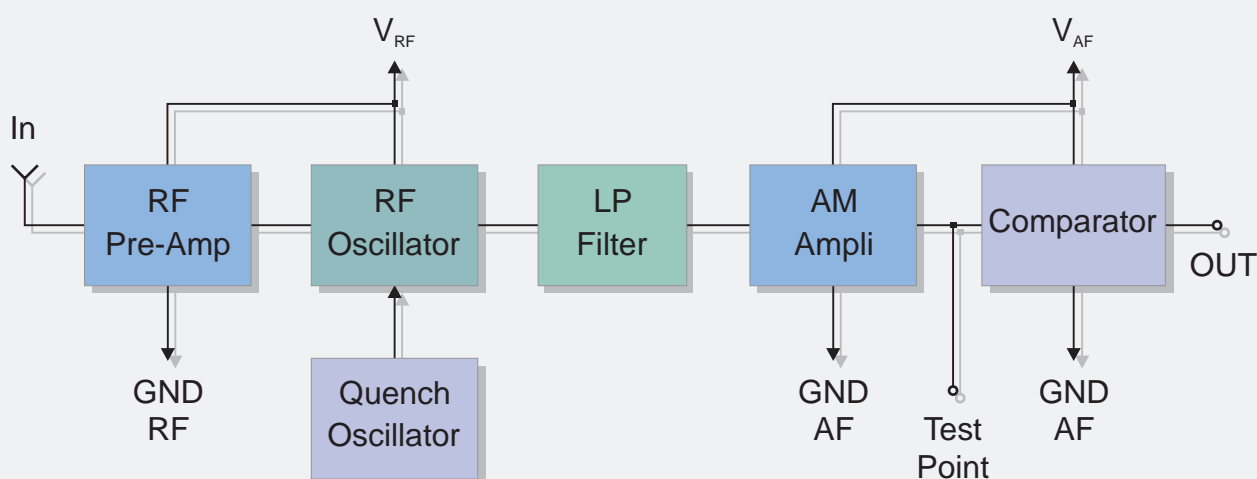 V RF
V AF
In
RF
Pre-Amp
RF
Oscillator
LP
Filter
AM
Ampli
Comparator
OUT
GND
RF
Quench
Oscillator
GND
AF
Test
Point
GND
AF